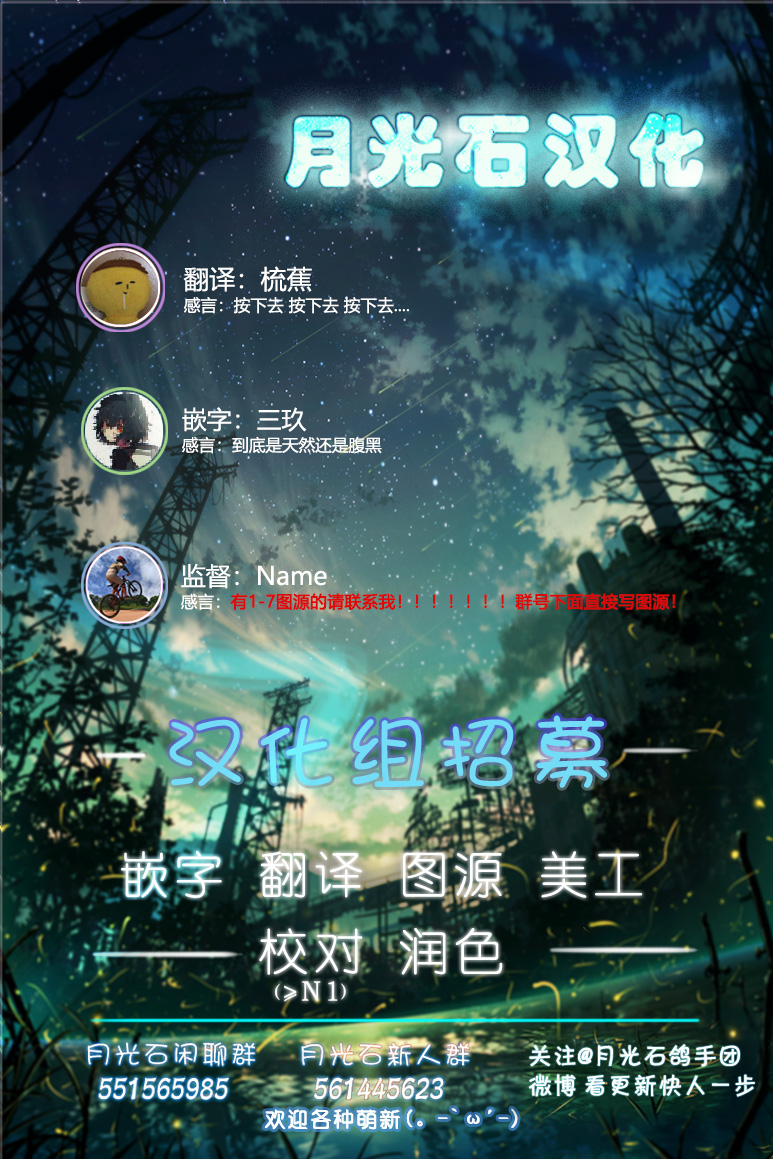 月光石汉化
翻译：梳蕉
感言：按下去 按下去 按下去....
嵌字：三玖
感言：到底是天然还是腹黑
监督：Name
感言：有1-7图源的请联系我！！！！！！！群号下面直接写图源！
汉化组招募
嵌字 翻译 图源 美工
校对 润色
(≥N1)
月光石闲聊群 月光石新人群
551565985 561445623
关注@月光石鸽手团
微博 看更新快人一步
欢迎各种萌新(。-`ω´-)